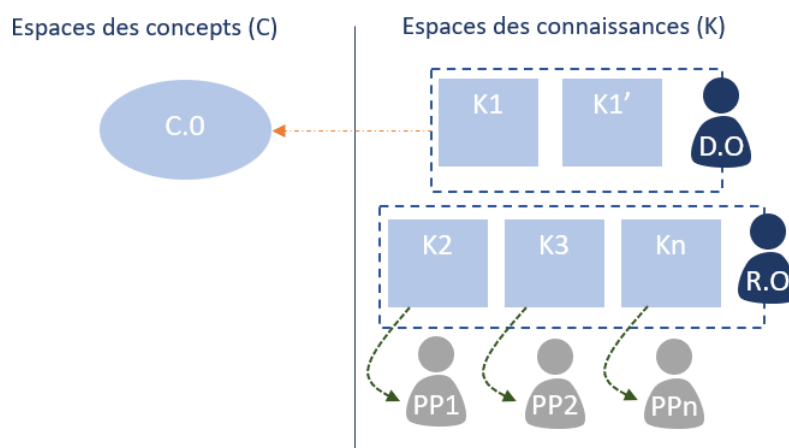 Espaces des concepts (C)
Espaces des connaissances (K)
C.0
K1
K1’
D.O
K2
K3
Kn
R.O
PP1
PP2
PPn